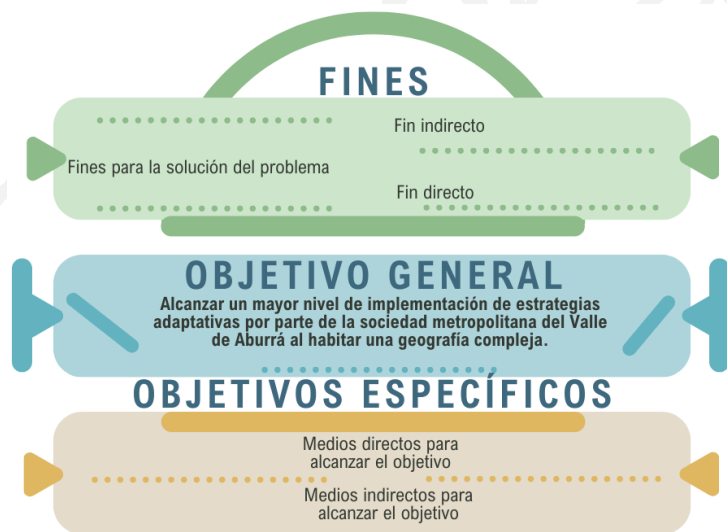 FINES
Fin indirecto
Fines para la solución del problema
Fin directo
OBJETIVO GENERAL
Alcanzar un mayor nivel de implementación de estrategias
adaptativas por parte de la sociedad metropolitana del Valle
de Aburrá al habitar una geografía compleja.
OBJETIVOS ESPECÍFICOS
Medios directos para
alcanzar el objetivo
Medios indirectos para
alcanzar el objetivo